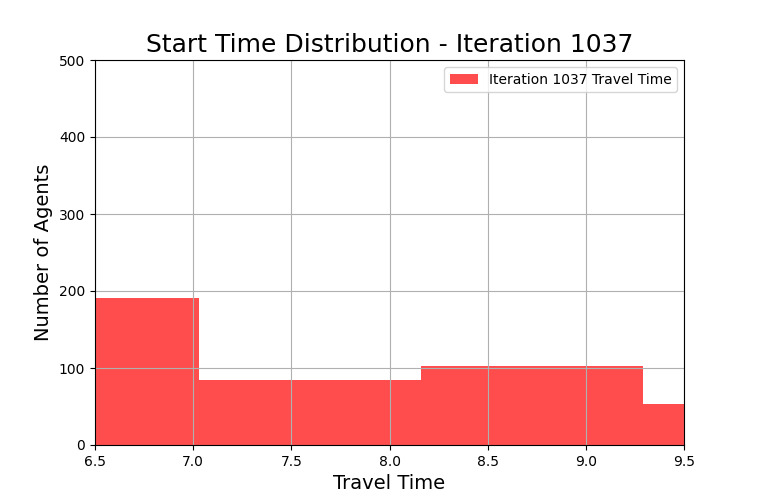 Start Time Distribution - Iteration 1037
Iteration 1037 Travel Time
Number of Agents
500
400
300
200
100
0
6.5 7.0 7.5 8.0 8.5 9.0 9.5
Travel Time